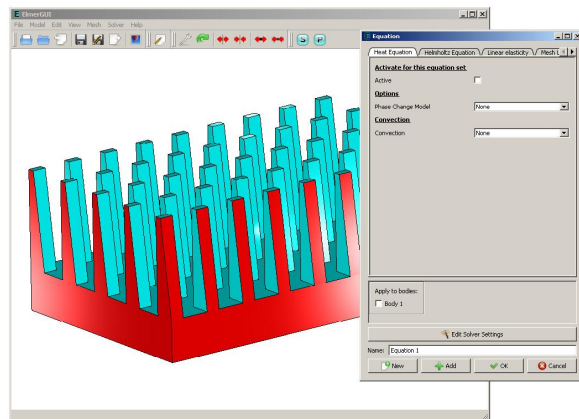 ElmerGUI
File Model Edit View Mesh Solver Help
S P
Equation
Heat Equation Helmholtz Equation Linear elasticity Mesh
Activate for this equation set
Active
Options
Phase Change Model None
Convection
Convection None
Apply to bodies:
Body 1
Edit Solver Settings
Name: Equation 1
New Add OK Cancel